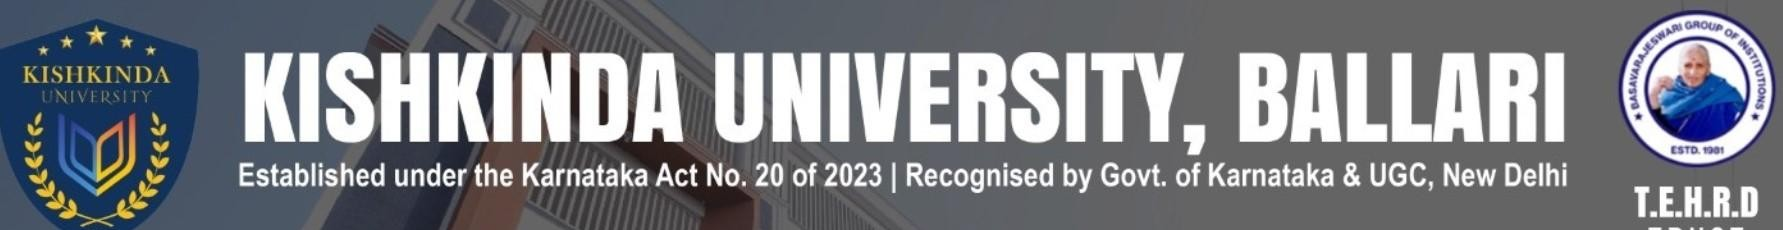 KISHKINDA
UNIVERSITY
KISHKINDA UNIVERSITY, BALLARI
Established under the Karnataka Act No. 20 of 2023 | Recognised by Govt. of Karnataka & UGC, New Delhi
BASAVARAJESWARI GROUP OF INSTITUTIONS
ESTD. 1981
T.E.H.R.D